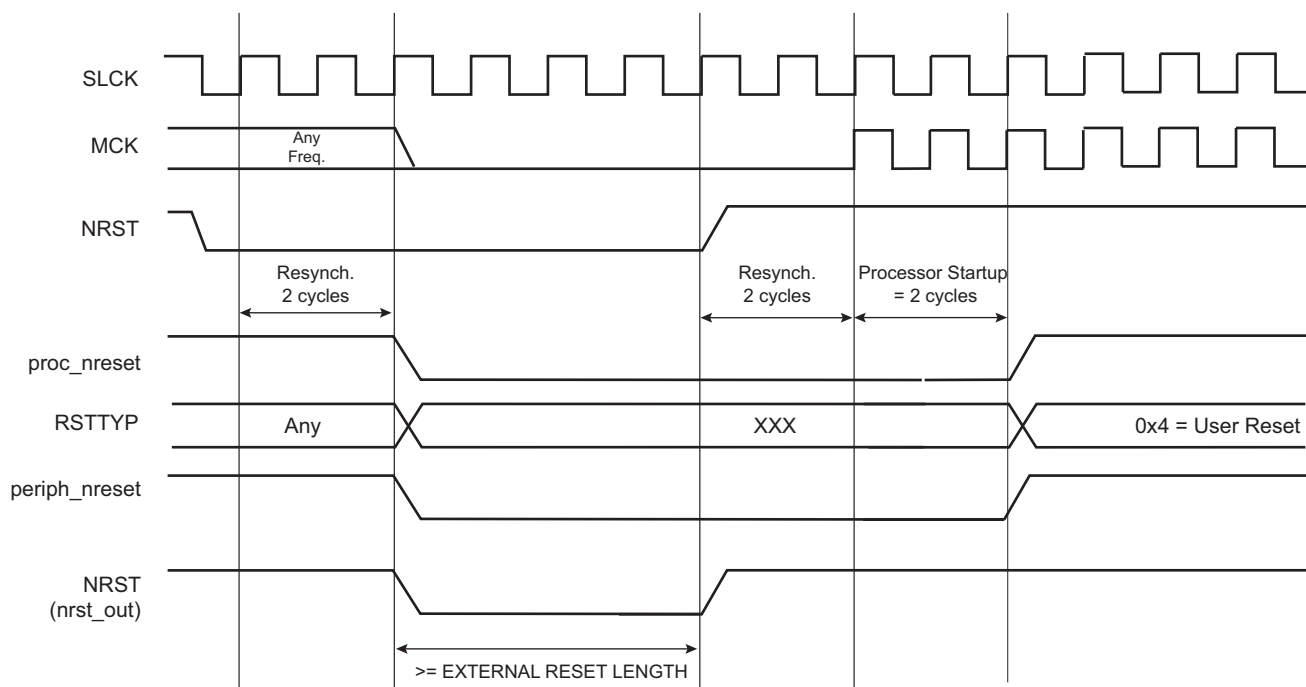 SLCK
MCK
Any
Freq.
NRST
Resynch.
2 cycles
Resynch.
2 cycles
Processor Startup
= 2 cycles
proc_nreset
RSTTYP
Any
XXX
0x4 = User Reset
periph_nreset
NRST
(nrst_out)
>= EXTERNAL RESET LENGTH